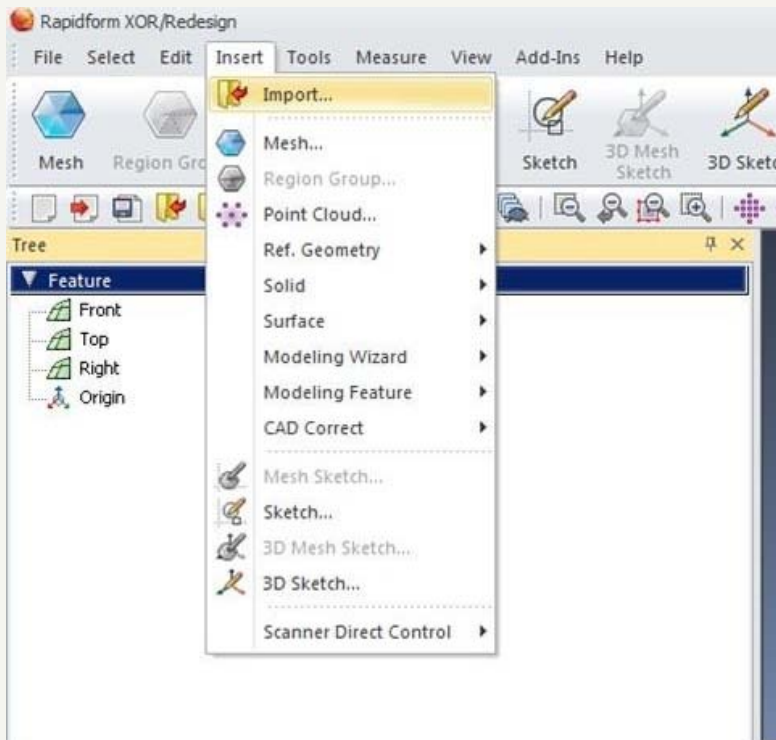 Rapidform XOR/Redesign
File Select Edit Insert Tools Measure View Add-Ins Help
Import...
Mesh Region Gro Sketch 3D Mesh Sketch 3D Sketc
Mesh...
Region Group...
Point Cloud...
Tree
Ref. Geometry
Feature
Solid
Front
Surface
Top
Modeling Wizard
Right
Modeling Feature
Origin
CAD Correct
Mesh Sketch...
Sketch...
3D Mesh Sketch...
3D Sketch...
Scanner Direct Control